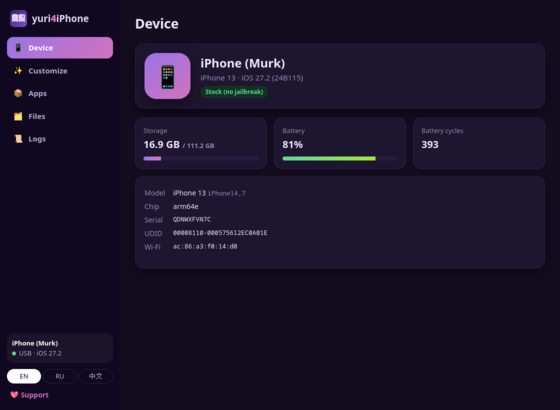 yuri4iPhone
Device
Customize
Apps
Files
Logs
iPhone (Murk)
USB · iOS 27.2
EN RU 中文
Support
Device
iPhone (Murk)
iPhone 13 · iOS 27.2 (24B115)
Stock (no jailbreak)
Storage
16.9 GB / 111.2 GB
Battery
81%
Battery cycles
393
Model iPhone 13 iPhone14,7
Chip arm64e
Serial QDNWXFVN7C
UDID 00008110-000575612EC0A01E
Wi-Fi ac:86:a3:f0:14:d0